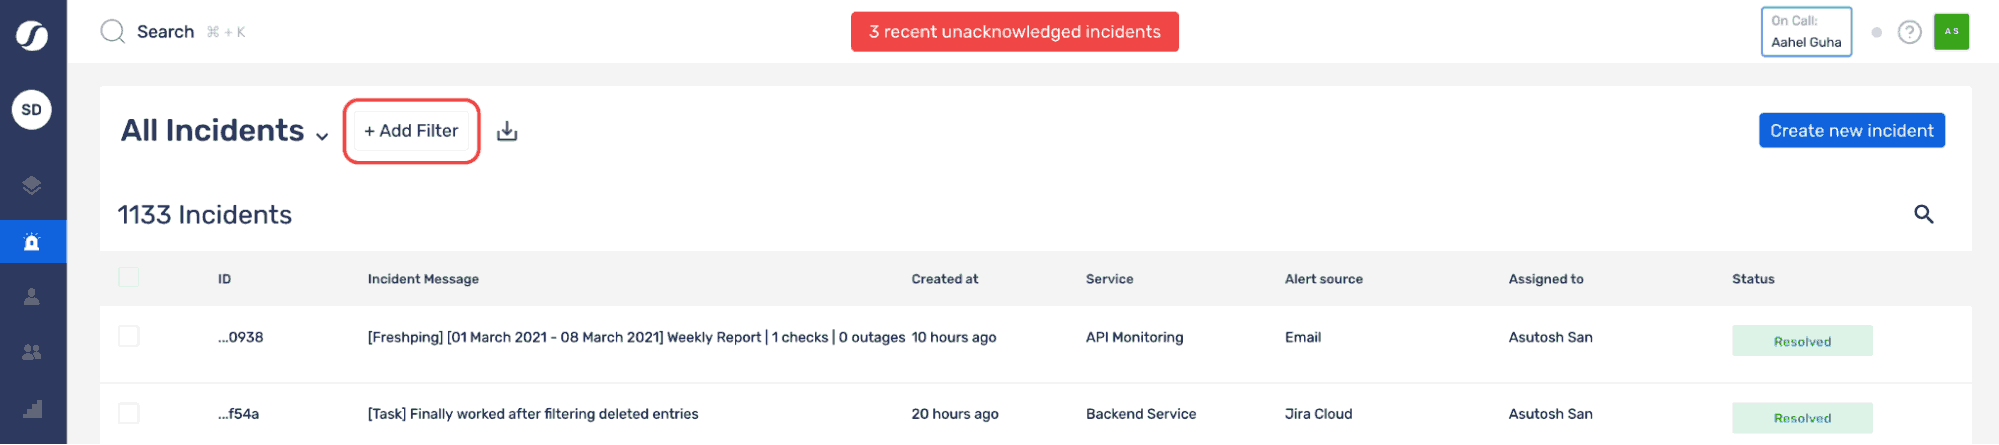 Search ⌘ + K
3 recent unacknowledged incidents
On Call:
Aahel Guha
?
AS
SD
All Incidents
+ Add Filter
Create new incident
1133 Incidents
ID Incident Message Created at Service Alert source Assigned to Status
...0938 [Freshping] [01 March 2021 - 08 March 2021] Weekly Report | 1 checks | 0 outages 10 hours ago API Monitoring Email Asutosh San Resolved
...f54a [Task] Finally worked after filtering deleted entries 20 hours ago Backend Service Jira Cloud Asutosh San Resolved